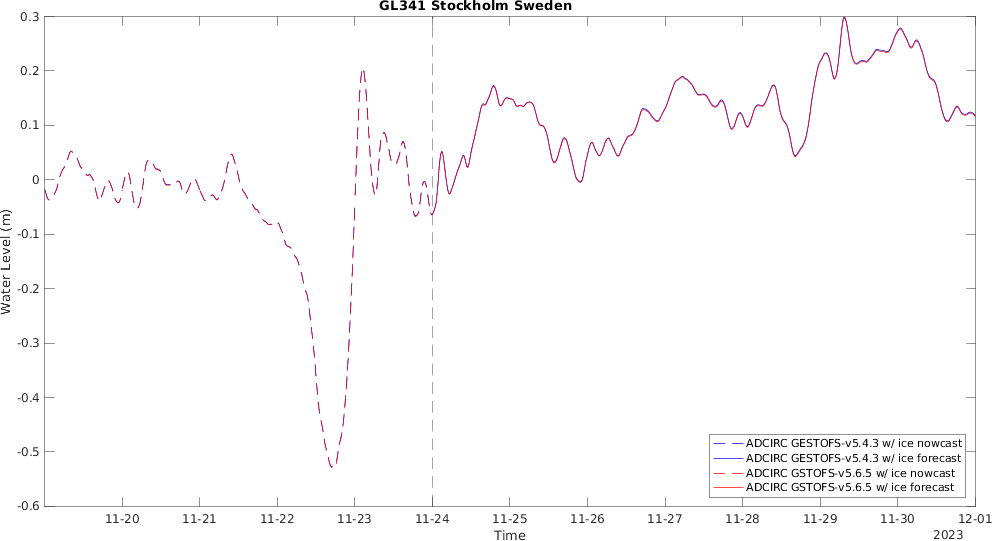 GL341 Stockholm Sweden
0.3
0.2
0.1
0
-0.1
-0.2
-0.3
-0.4
-0.5
-0.6
Water Level (m)
ADCIRC GESTOFS-v5.4.3 w/ ice nowcast
ADCIRC GESTOFS-v5.4.3 w/ ice forecast
ADCIRC GSTOFS-v5.6.5 w/ ice nowcast
ADCIRC GSTOFS-v5.6.5 w/ ice forecast
11-20 11-21 11-22 11-23 11-24 11-25 11-26 11-27 11-28 11-29 11-30 12-01
Time
2023